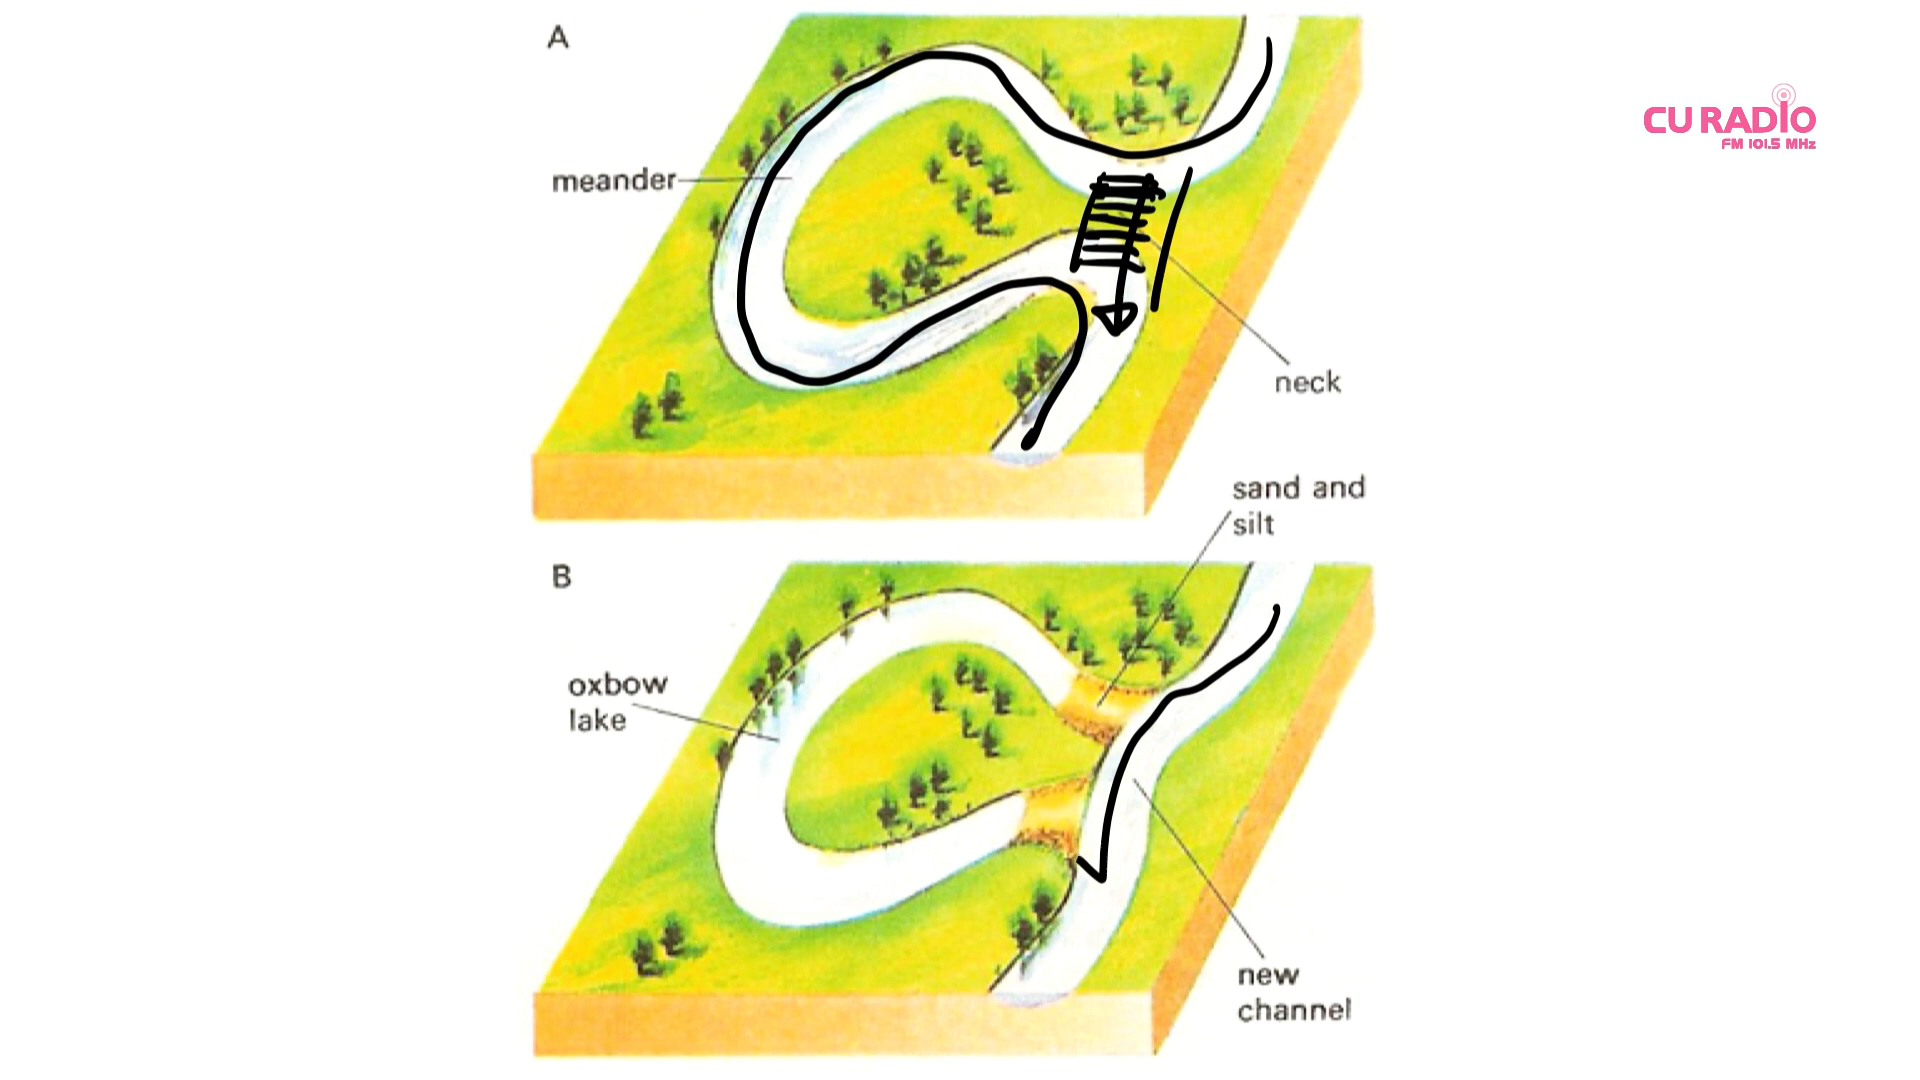 A
CU RADIO
FM 101.5 MHz
meander
neck
sand and
silt
B
oxbow
lake
new
channel